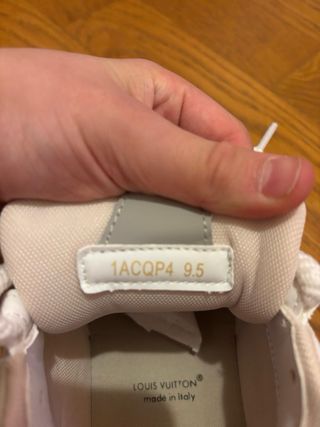 1ACQP4 9.5
LOUIS VUITTON®
made in Italy